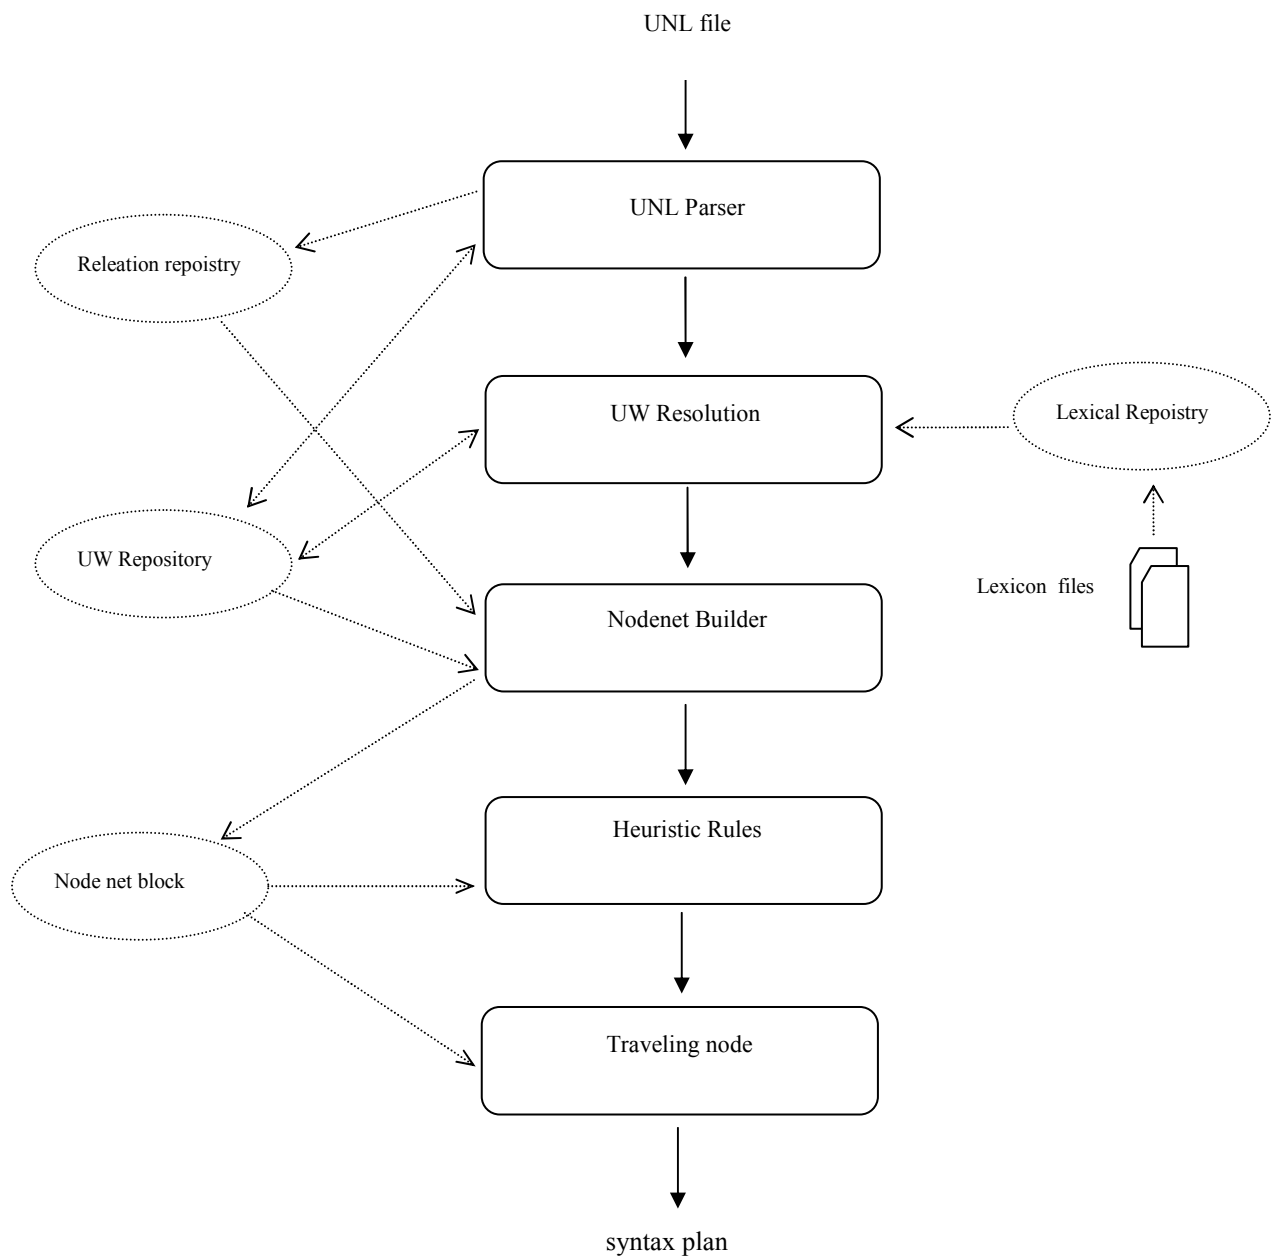 UNL file
UNL Parser
Releation repoistry
UW Resolution
Lexical Repoistry
UW Repository
Lexicon files
Nodenet Builder
Heuristic Rules
Node net block
Traveling node
syntax plan